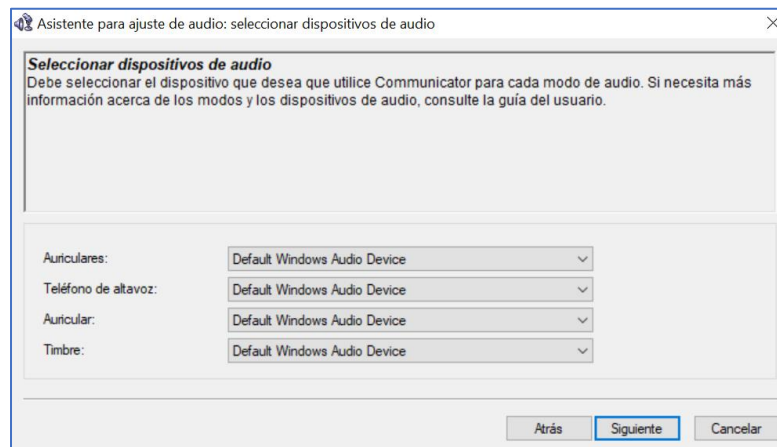 Asistente para ajuste de audio: seleccionar dispositivos de audio
Seleccionar dispositivos de audio
Debe seleccionar el dispositivo que desea que utilice Communicator para cada modo de audio. Si necesita más
información acerca de los modos y los dispositivos de audio, consulte la guía del usuario.
Auriculares: Default Windows Audio Device
Teléfono de altavoz: Default Windows Audio Device
Auricular: Default Windows Audio Device
Timbre: Default Windows Audio Device
Atrás Siguiente Cancelar